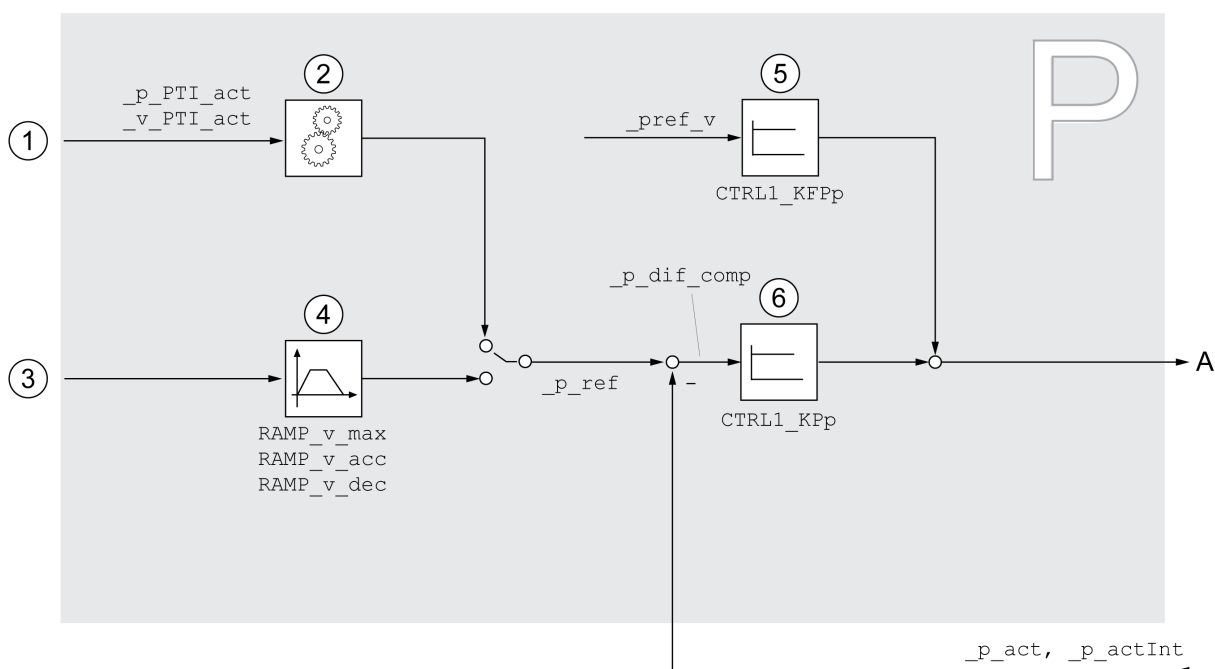 P
1
_p_PTI_act
_v_PTI_act
2
_pref_v
5
CTRL1_KFPp
3
4
RAMP_v_max
RAMP_v_acc
RAMP_v_dec
_p_ref
_p_dif_comp
-
6
CTRL1_KPp
A
_p_act, _p_actInt